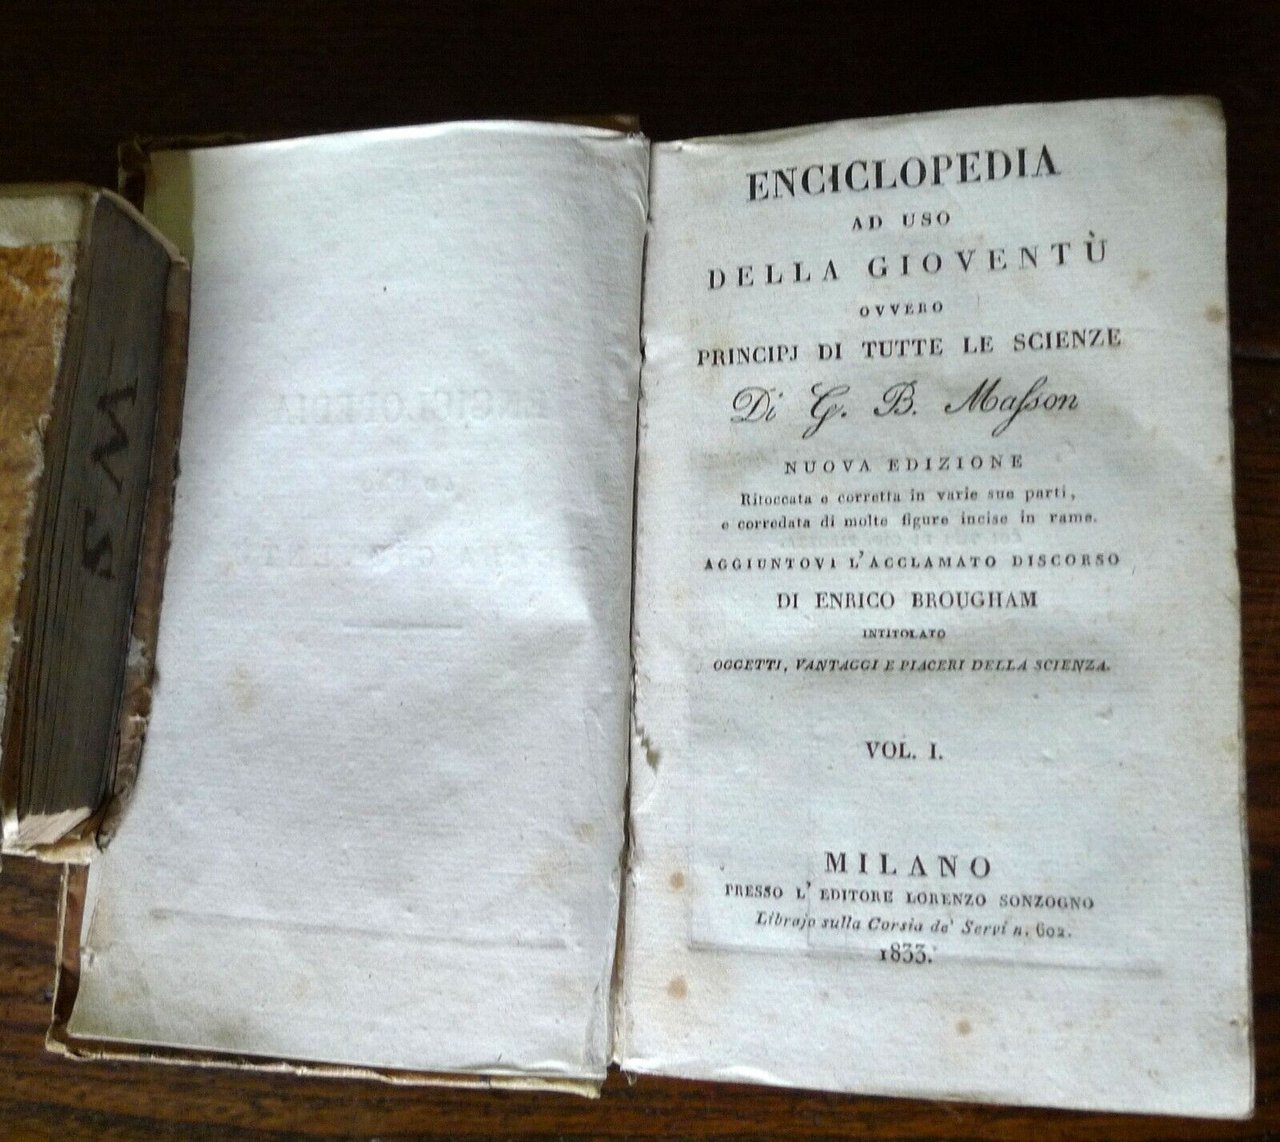 ENCICLOPEDIA
AD USO
DELLA GIOVENTÙ
OVVERO
PRINCIPJ DI TUTTE LE SCIENZE
Di G. B. Maſson
NUOVA EDIZIONE
Ritoccata e corretta in varie sue parti,
e corredata di molte figure incise in rame.
AGGIUNTOVI L'ACCLAMATO DISCORSO
DI ENRICO BROUGHAM
INTITOLATO
OGGETTI, VANTAGGI E PIACERI DELLA SCIENZA.
VOL. I.
MILANO
PRESSO L'EDITORE LORENZO SONZOGNO
Librajo sulla Corsia de' Servi n. 602.
1833.